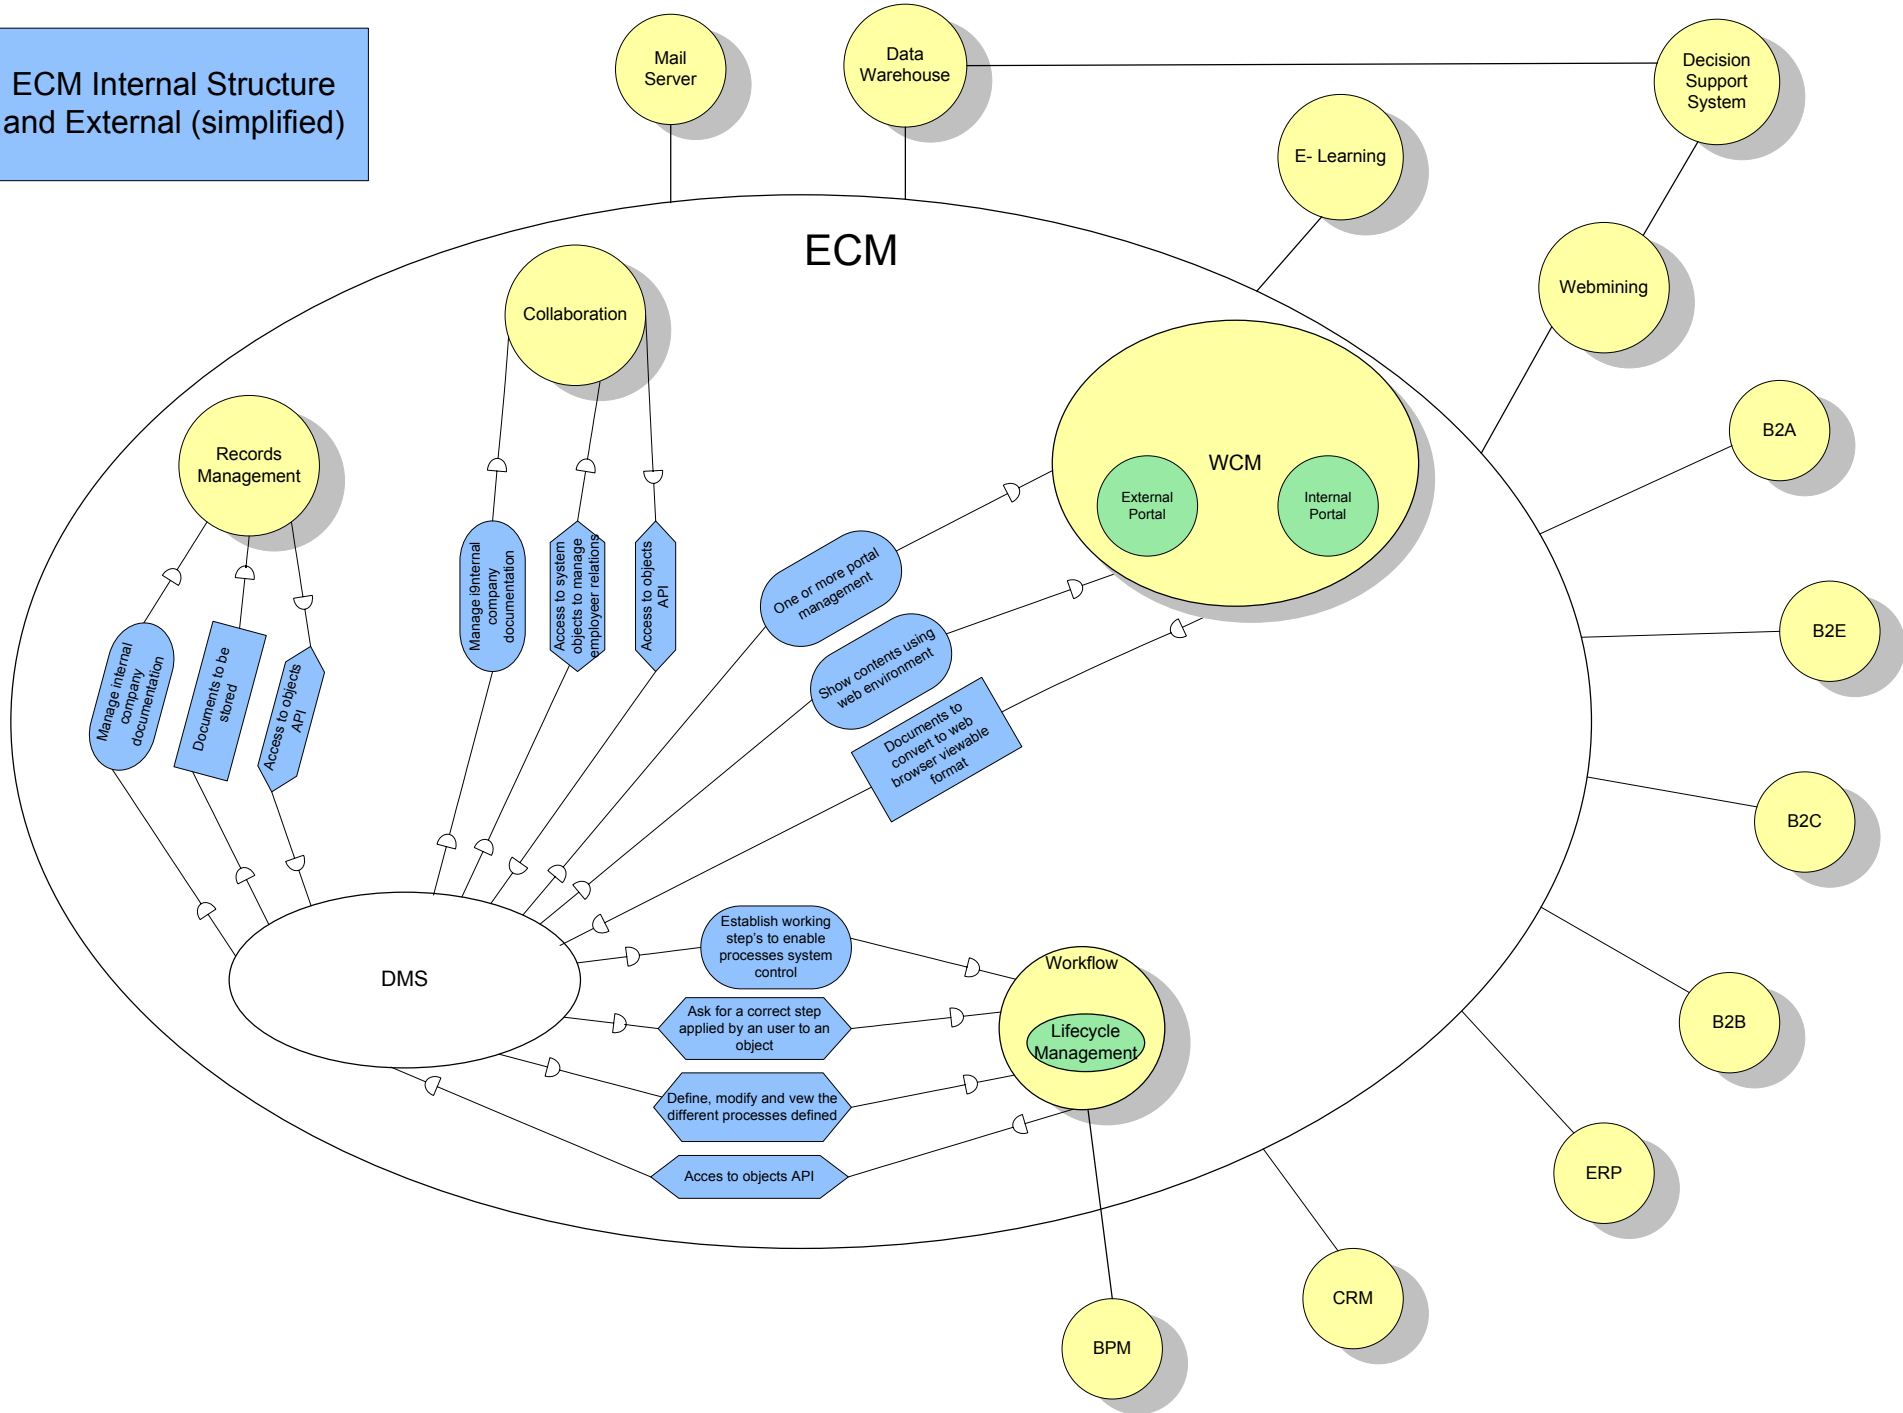 ECM Internal Structure
and External (simplified)
Mail
Server
Data
Warehouse
Decision
Support
System
E- Learning
Webmining
ECM
Collaboration
Records
Management
WCM
External
Portal
Internal
Portal
B2A
B2E
B2C
B2B
ERP
CRM
BPM
Manage internal
company
documentation
Documents to be
stored
Access to objects
API
Manage i9nternal
company
documentation
Access to system
objects to manage
employeer relations
Access to objects
API
One or more portal
management
Show contents using
web environment
Documents to
convert to web
browser viewable
format
DMS
Establish working
step's to enable
processes system
control
Ask for a correct step
applied by an user to an
object
Define, modify and vew the
different processes defined
Acces to objects API
Workflow
Lifecycle
Management